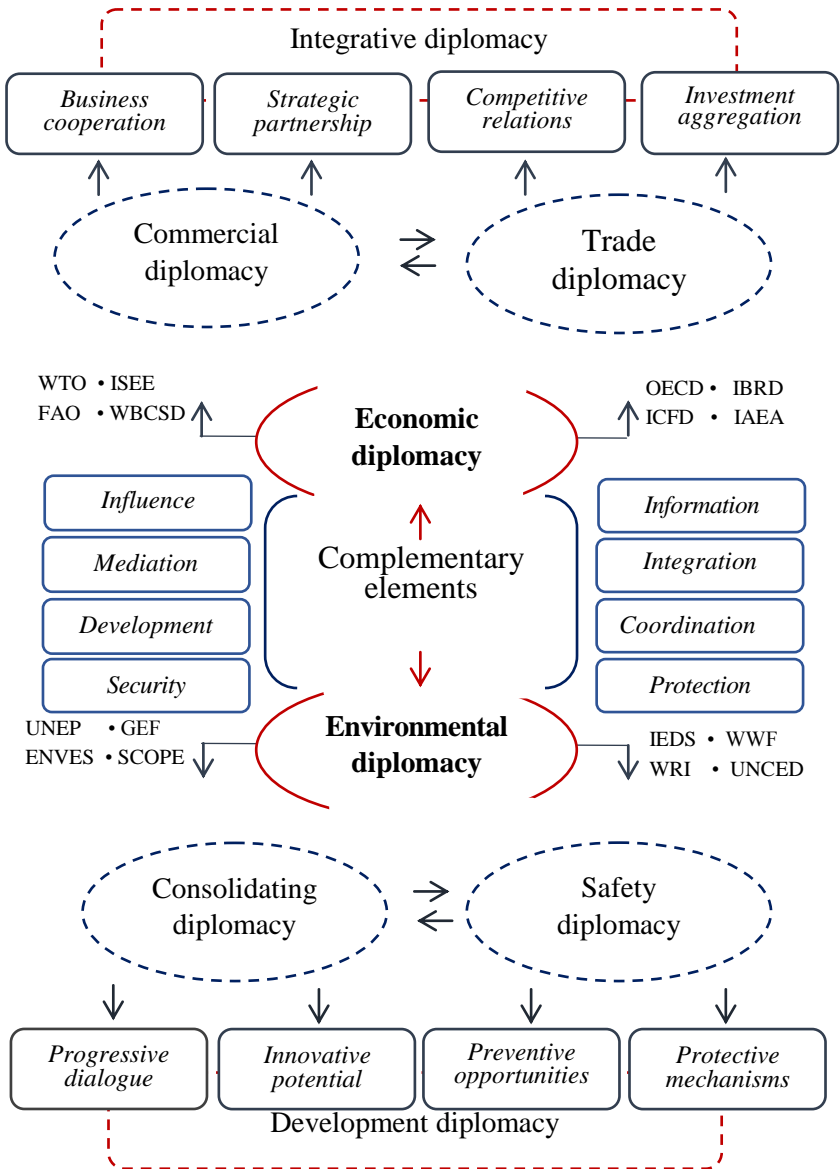 Integrative diplomacy
Business
cooperation
Strategic
partnership
Competitive
relations
Investment
aggregation
Commercial
diplomacy
Trade
diplomacy
WTO • ISEE
FAO • WBCSD
Economic
diplomacy
OECD • IBRD
ICFD • IAEA
Influence
Mediation
Development
Security
Complementary
elements
Information
Integration
Coordination
Protection
UNEP • GEF
ENVES • SCOPE
Environmental
diplomacy
IEDS • WWF
WRI • UNCED
Consolidating
diplomacy
Safety
diplomacy
Progressive
dialogue
Innovative
potential
Preventive
opportunities
Protective
mechanisms
Development diplomacy